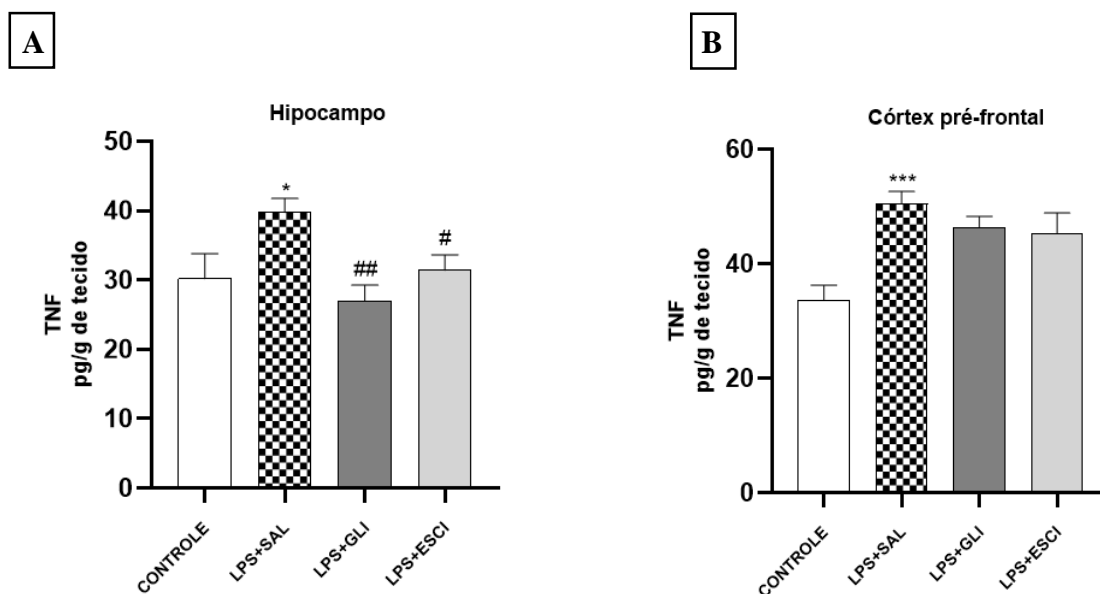 A
Hipocampo
50
40
30
20
10
0
TNF
pg/g de tecido
*
##
#
CONTROLE
LPS+SAL
LPS+GLI
LPS+ESCI
B
Córtex pré-frontal
60
40
20
0
TNF
pg/g de tecido
***
CONTROLE
LPS+SAL
LPS+GLI
LPS+ESCI